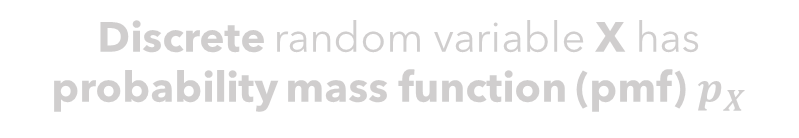 Discrete random variable X has
probability mass function (pmf) $p_X$